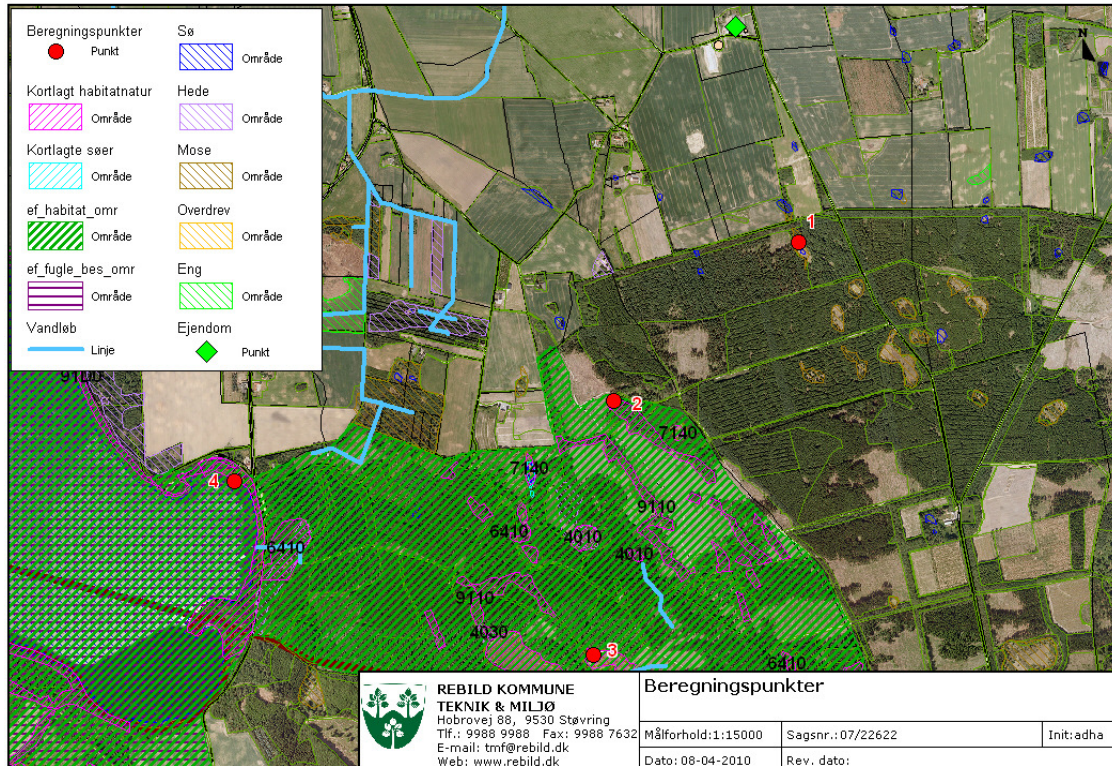 Beregningspunkter
Punkt
Kortlagt habitatnatur
Område
Kortlagte søer
Område
ef_habitat_omr
Område
ef_fugle_bes_omr
Område
Vandløb
Linje
Sø
Område
Hede
Område
Mose
Område
Overdrev
Område
Eng
Område
Ejendom
Punkt
N
1
2
7140
9100
4
7140
9110
6410
4010
6410
4010
9110
4030
3
6410
REBILD KOMMUNE
TEKNIK & MILJØ
Hobrovej 88, 9530 Støvring
Tlf.: 9988 9988 Fax: 9988 7632
E-mail: tmf@rebild.dk
Web: www.rebild.dk
Beregningspunkter
Målforhold:1:15000
Sagsnr.:07/22622
Init:adha
Dato: 08-04-2010
Rev. dato: